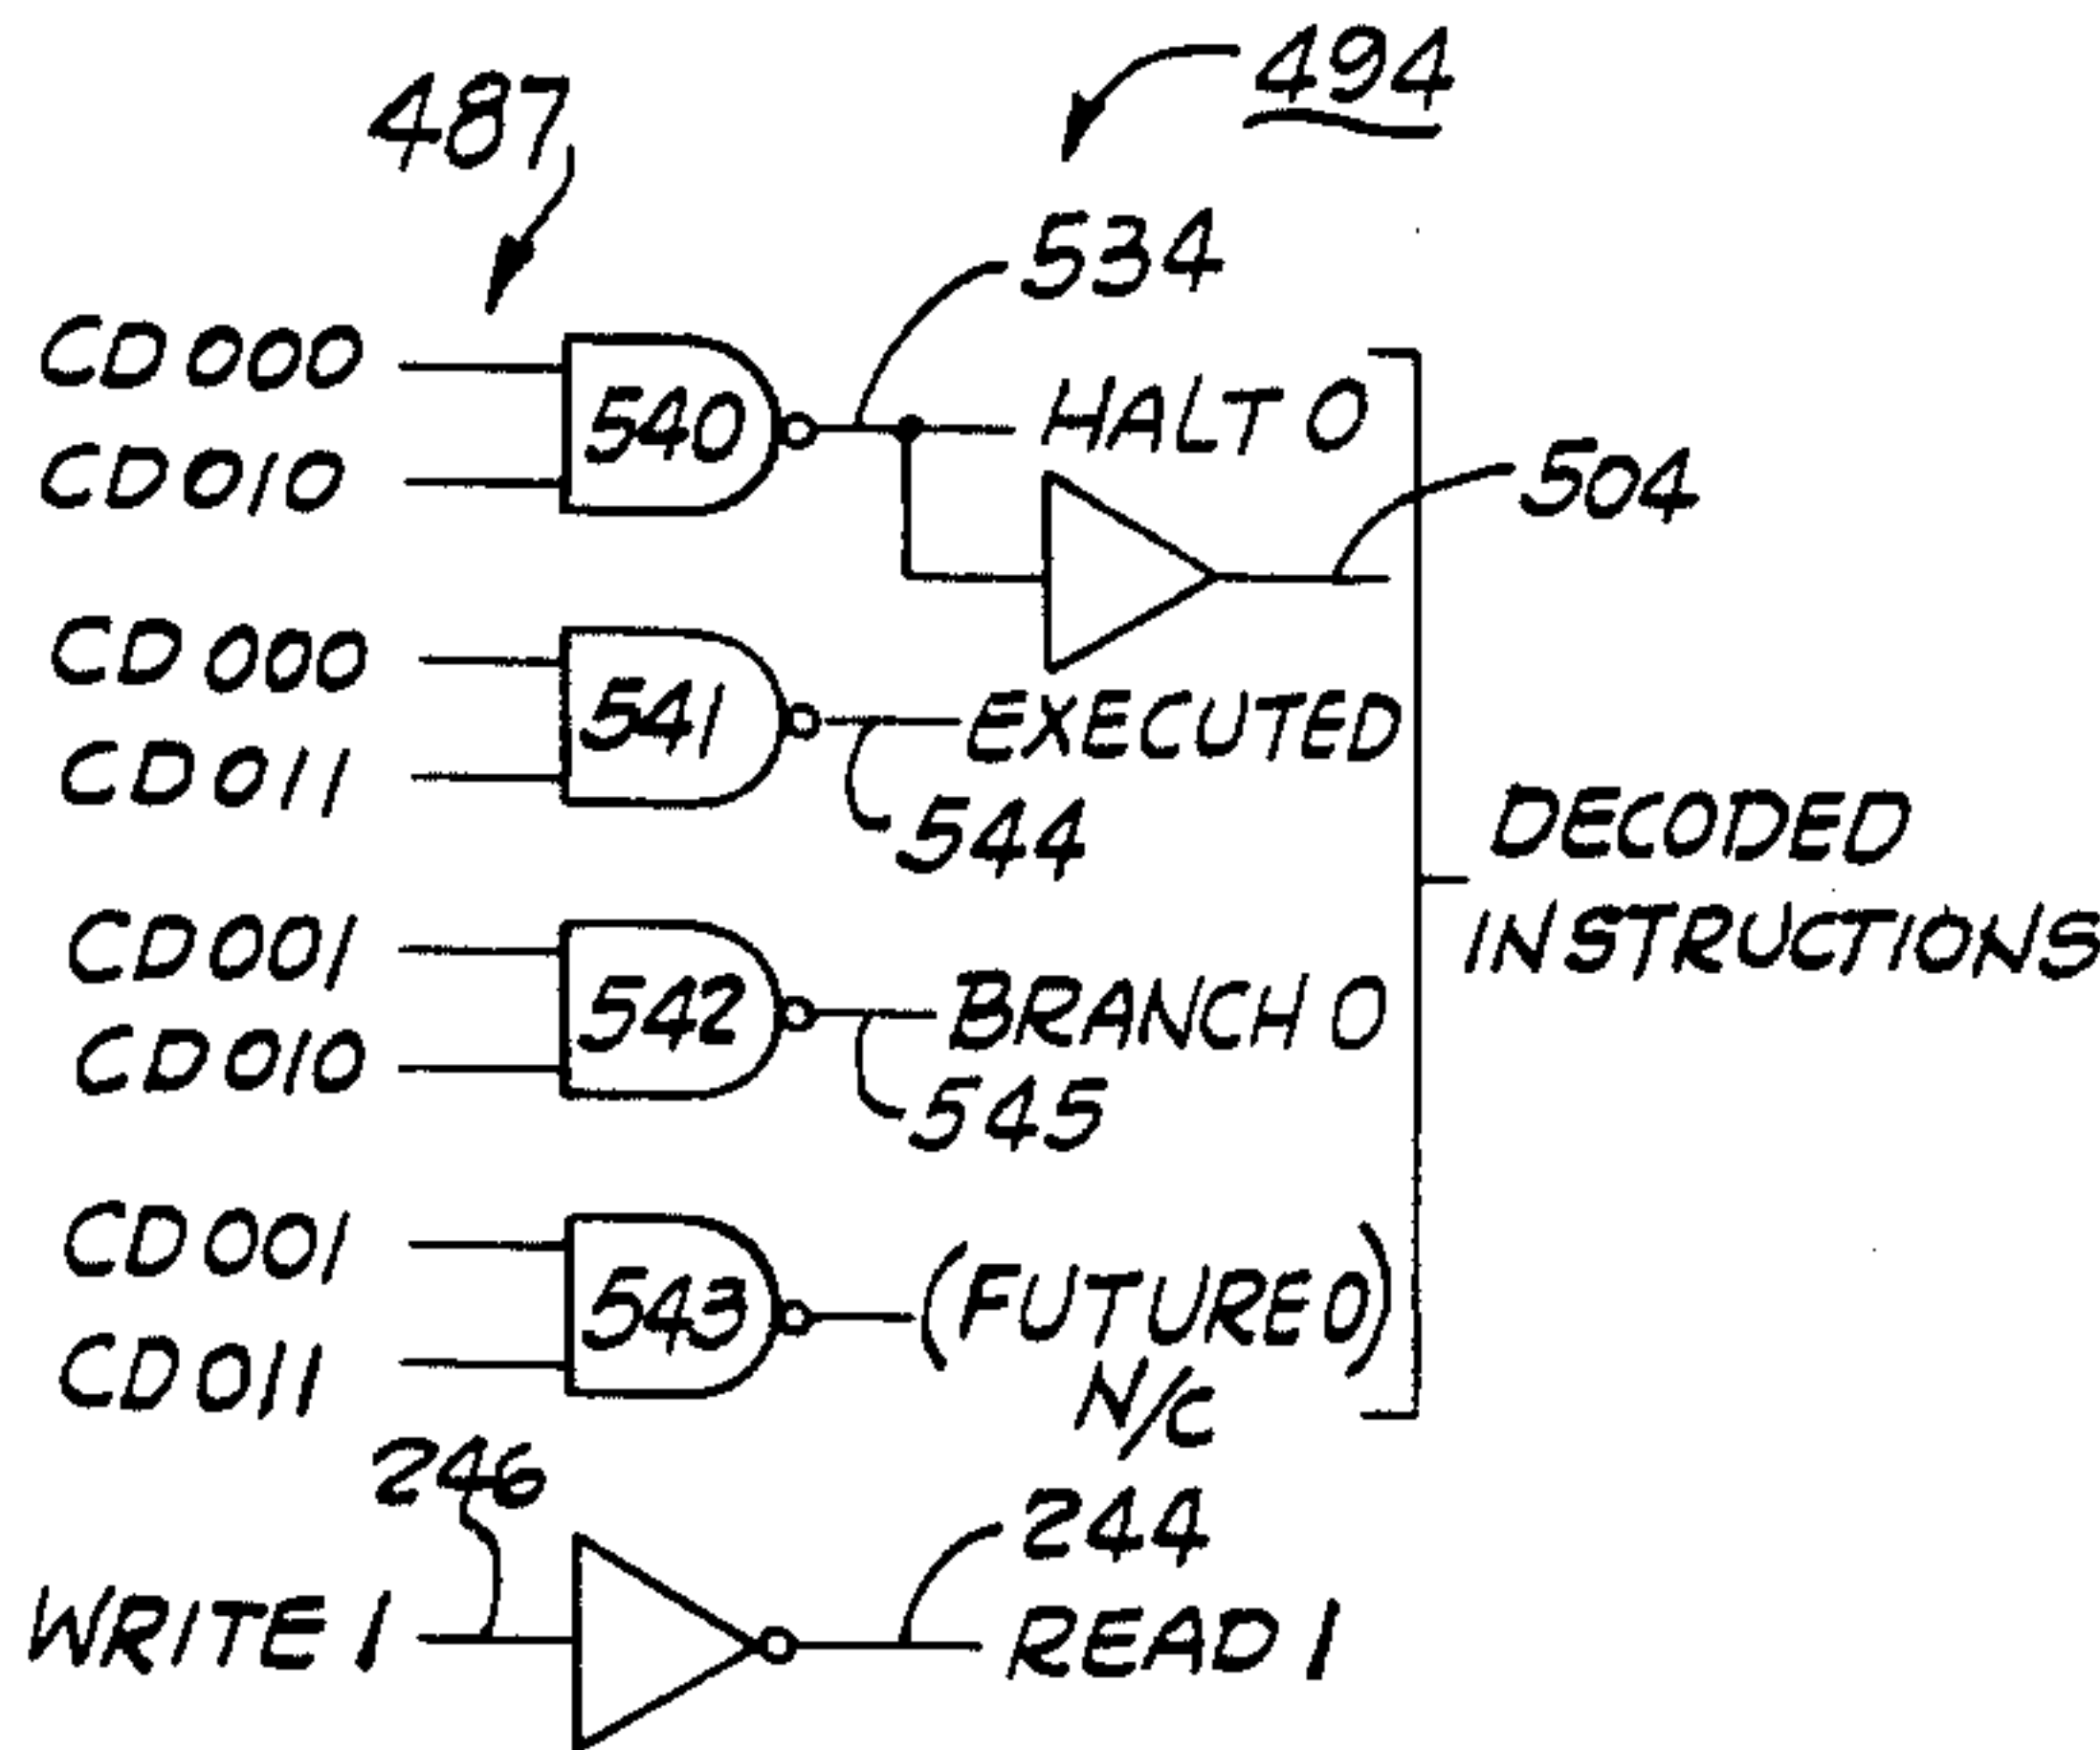 494
487
534
CD000
540
HALT 0
CD010
504
CD000
541
EXECUTED
CD011
544
DECODED
INSTRUCTIONS
CD001
542
BRANCH 0
CD010
545
CD001
543
(FUTURE 0)
CD011
N/C
246
244
WRITE 1
READ 1